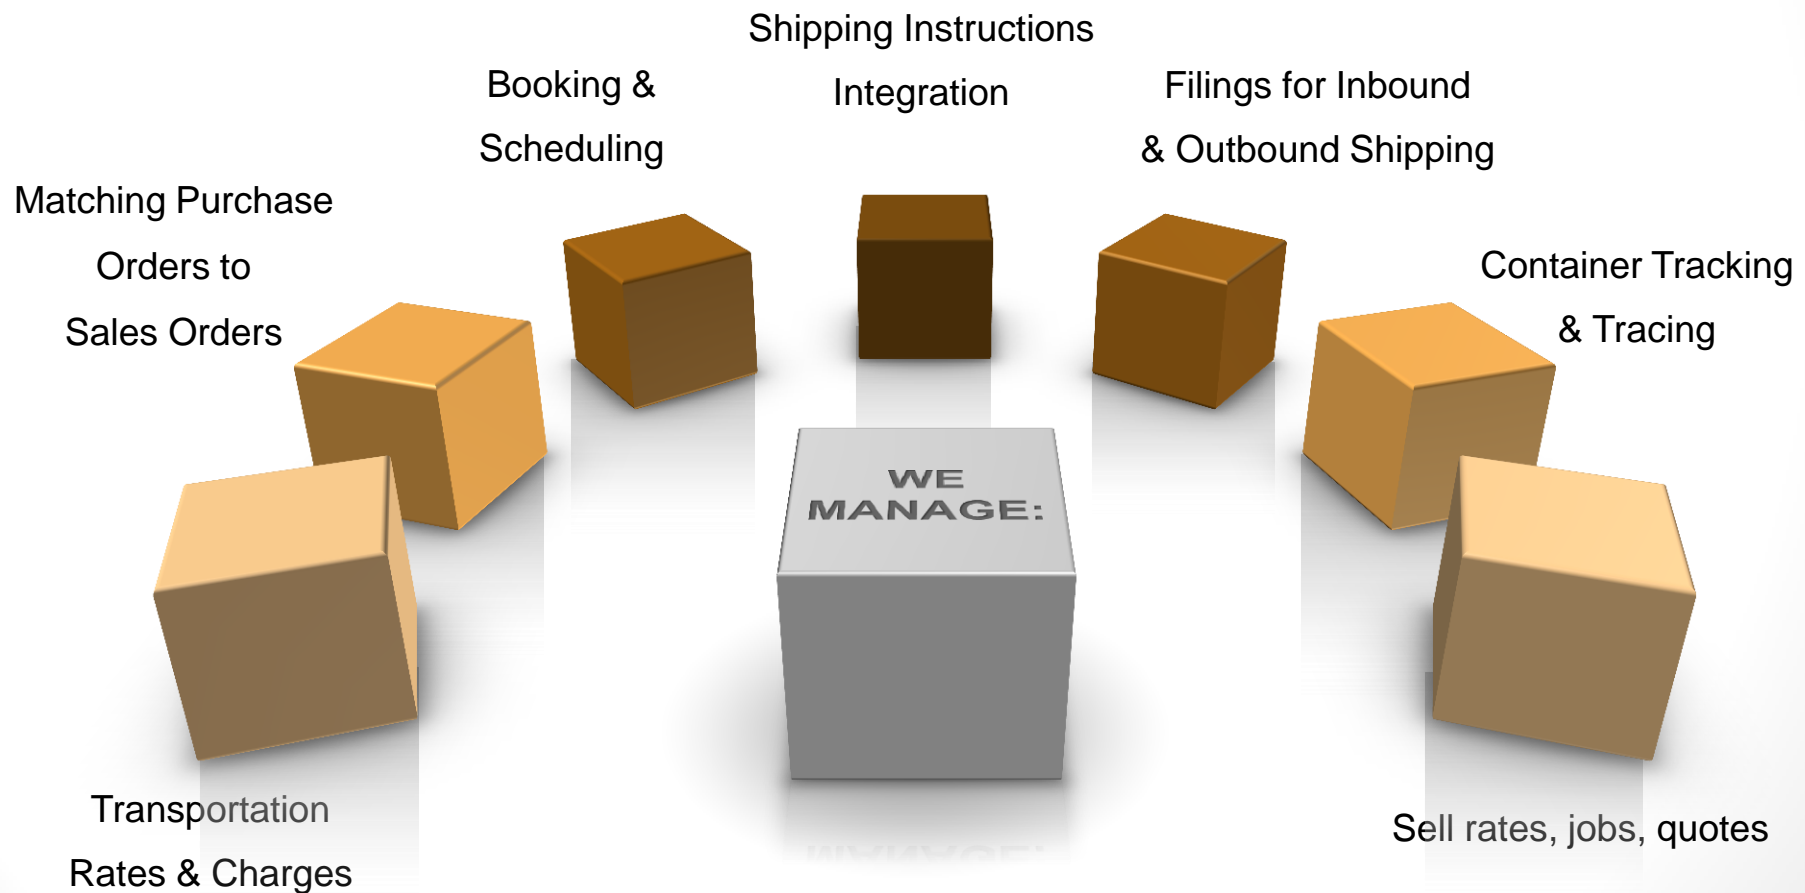 Shipping Instructions
Integration
Booking &
Scheduling
Filings for Inbound
& Outbound Shipping
Matching Purchase
Orders to
Sales Orders
Container Tracking
& Tracing
WE
MANAGE:
Transportation
Rates & Charges
Sell rates, jobs, quotes